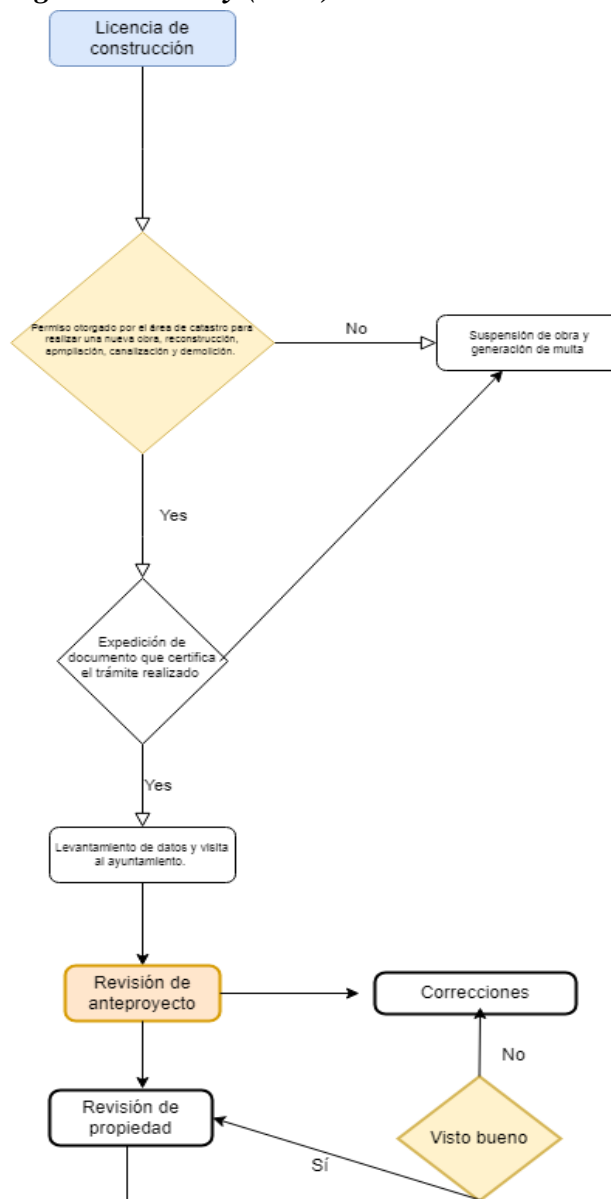 Licencia de
construcción
Permiso otorgado por el área de catastro para
realizar una nueva obra, reconstrucción,
apmpliación, canalización y demolición.
No
Suspensión de obra y
generación de multa
Yes
Expedición de
documento que certifica
el trámite realizado
Yes
Levantamiento de datos y visita
al ayuntamiento.
Revisión de
anteproyecto
Correcciones
No
Revisión de
propiedad
Visto bueno
Sí